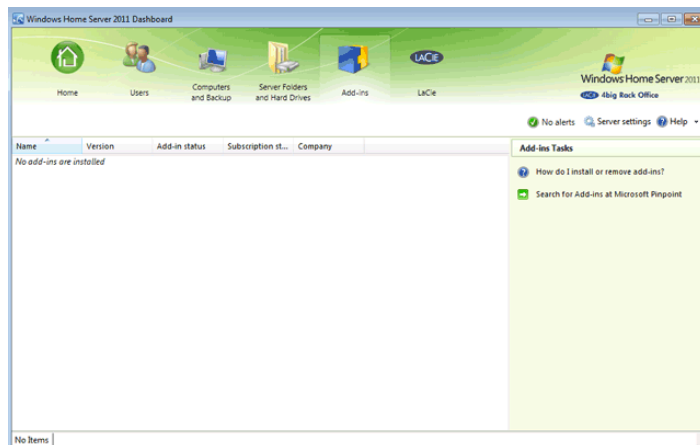 Windows Home Server 2011 Dashboard
Home
Users
Computers
and Backup
Server Folders
and Hard Drives
Add-ins
LACIE
LaCie
Windows Home Server 2011
LACIE 4big Rack Office
No alerts
Server settings
Help
Name Version Add-in status Subscription st... Company
No add-ins are installed
Add-ins Tasks
How do I install or remove add-ins?
Search for Add-ins at Microsoft Pinpoint
No Items